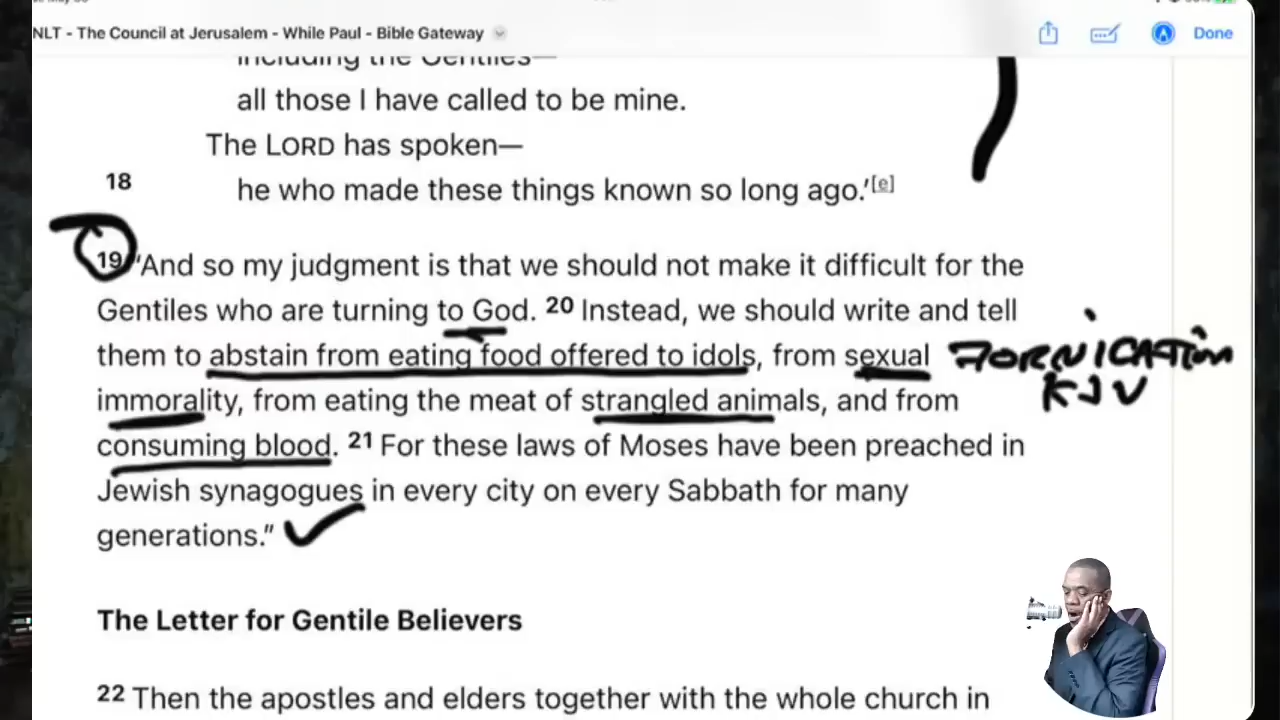 NLT - The Council at Jerusalem - While Paul - Bible Gateway
Done
including the Gentiles—
all those I have called to be mine.
The LORD has spoken—
18 he who made these things known so long ago.’[e]
19 “And so my judgment is that we should not make it difficult for the
Gentiles who are turning to God. 20 Instead, we should write and tell
them to abstain from eating food offered to idols, from sexual FORNICATION
immorality, from eating the meat of strangled animals, and from KJV
consuming blood. 21 For these laws of Moses have been preached in
Jewish synagogues in every city on every Sabbath for many
generations.”
The Letter for Gentile Believers
22 Then the apostles and elders together with the whole church in